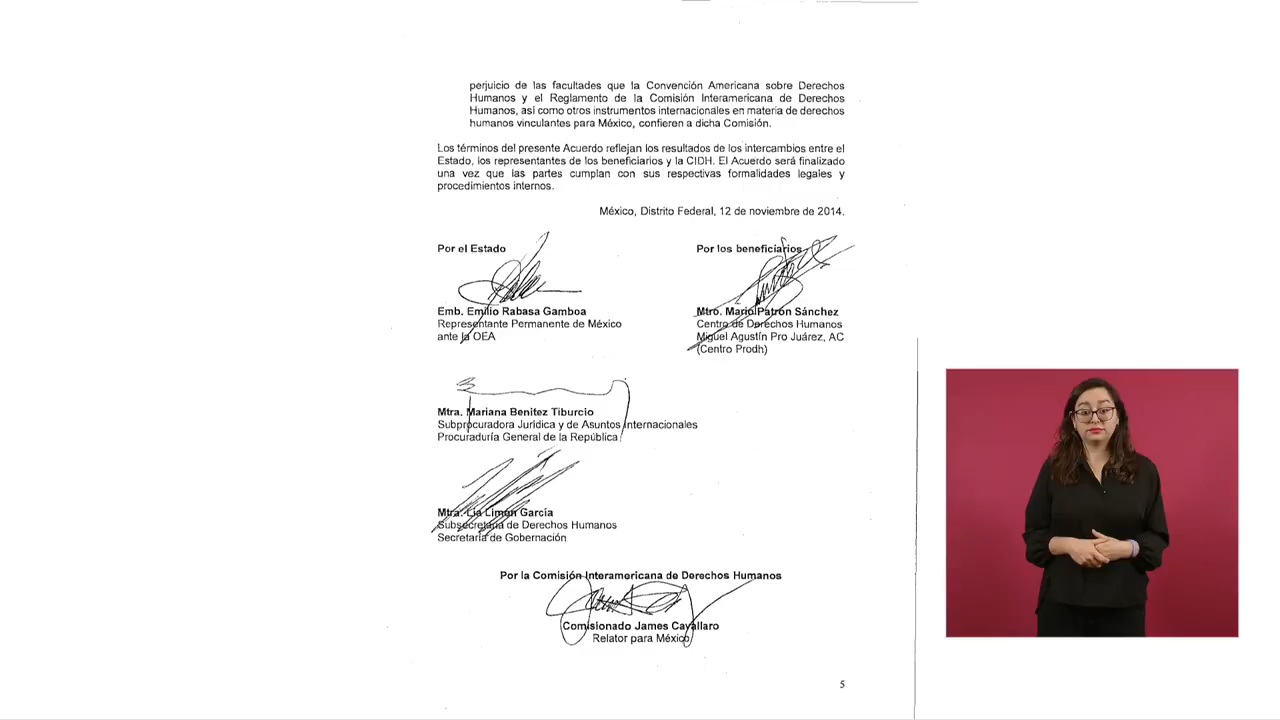 perjuicio de las facultades que la Convención Americana sobre Derechos
Humanos y el Reglamento de la Comisión Interamericana de Derechos
Humanos, así como otros instrumentos internacionales en materia de derechos
humanos vinculantes para México, confieren a dicha Comisión.
Los términos del presente Acuerdo reflejan los resultados de los intercambios entre el
Estado, los representantes de los beneficiarios y la CIDH. El Acuerdo será finalizado
una vez que las partes cumplan con sus respectivas formalidades legales y
procedimientos internos.
México, Distrito Federal, 12 de noviembre de 2014.
Por el Estado
Emb. Emilio Rabasa Gamboa
Representante Permanente de México
ante la OEA
Por los beneficiarios
Mtro. Mario Patrón Sánchez
Centro de Derechos Humanos
Miguel Agustín Pro Juárez, AC
(Centro Prodh)
Mtra. Mariana Benitez Tiburcio
Subprocuradora Jurídica y de Asuntos Internacionales
Procuraduría General de la República
Mtra. Lia Limón García
Subsecretaria de Derechos Humanos
Secretaría de Gobernación
Por la Comisión Interamericana de Derechos Humanos
Comisionado James Cavallaro
Relator para México
5